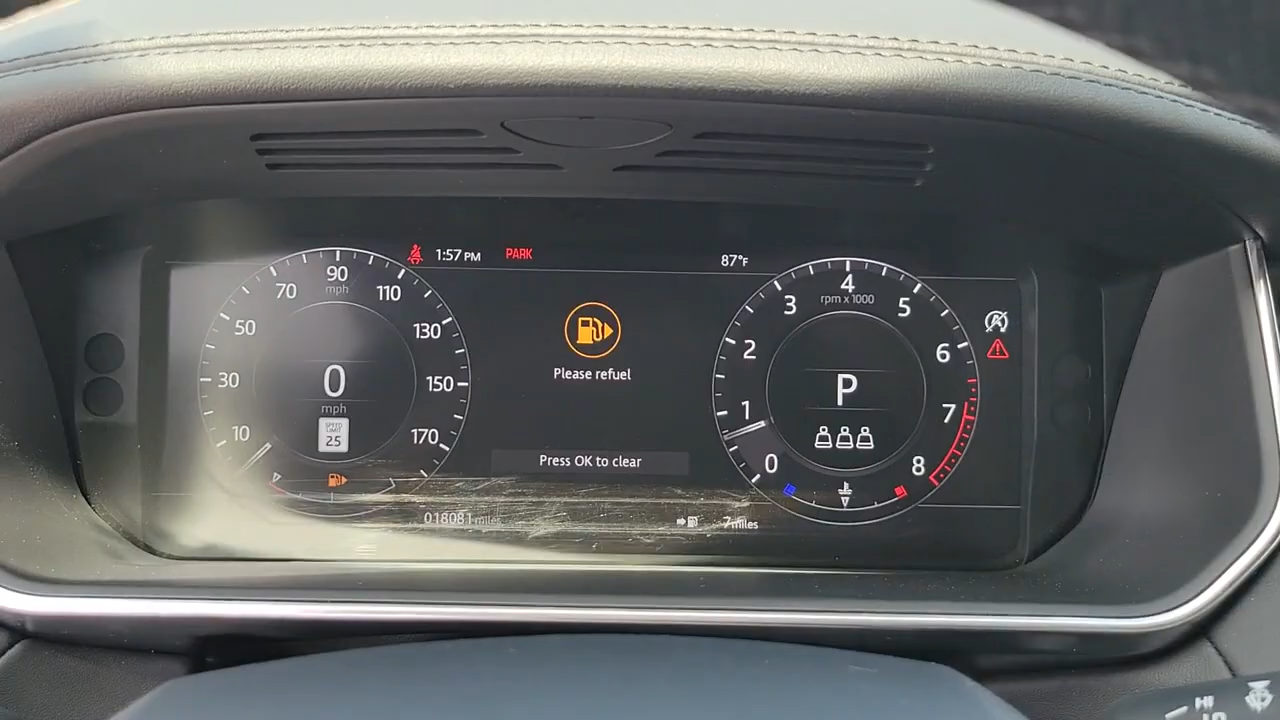 1:57 PM PARK
87°F
90
mph
70
110
50
130
30
150
10
170
0
mph
SPEED
LIMIT
25
Please refuel
Press OK to clear
018081 miles
7 miles
4
rpm x 1000
3
5
2
6
1
7
0
8
P
HI